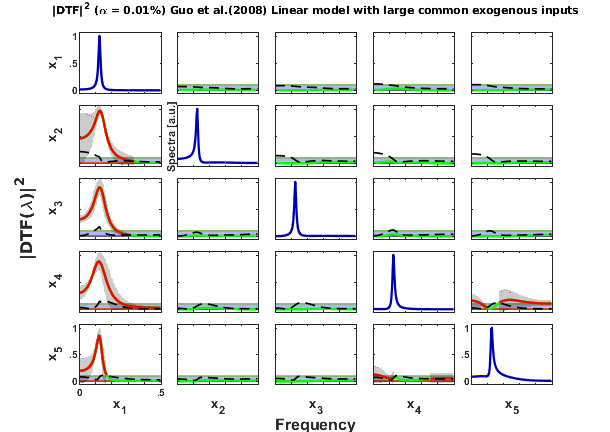 |DTF|² (α = 0.01%) Guo et al.(2008) Linear model with large common exogenous inputs
|DTF(λ)|²
x₁
1
.5
0
x₂
Spectra [a.u.]
x₃
x₄
x₅
1
.5
0
1
.5
0
0 .5
x₁ x₂ x₃ x₄ x₅
Frequency